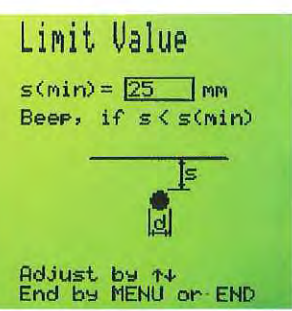 Limit Value
s(min)= 25 mm
Beep, if s < s(min)
s
d
Adjust by ↑↓
End by MENU or END